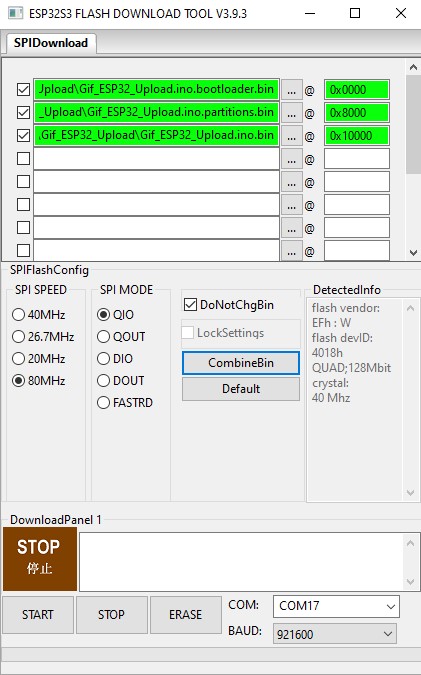 ESP32S3 FLASH DOWNLOAD TOOL V3.9.3
SPIDownload
Jpload\Gif_ESP32_Upload.ino.bootloader.bin ... @ 0x0000
_Upload\Gif_ESP32_Upload.ino.partitions.bin ... @ 0x8000
.Gif_ESP32_Upload\Gif_ESP32_Upload.ino.bin ... @ 0x10000
... @
... @
... @
... @
... @
SPIFlashConfig
SPI SPEED
40MHz
26.7MHz
20MHz
80MHz
SPI MODE
QIO
QOUT
DIO
DOUT
FASTRD
DoNotChgBin
LockSettings
CombineBin
Default
DetectedInfo
flash vendor:
EFh : W
flash devID:
4018h
QUAD;128Mbit
crystal:
40 Mhz
DownloadPanel 1
STOP
停止
START STOP ERASE
COM: COM17
BAUD: 921600